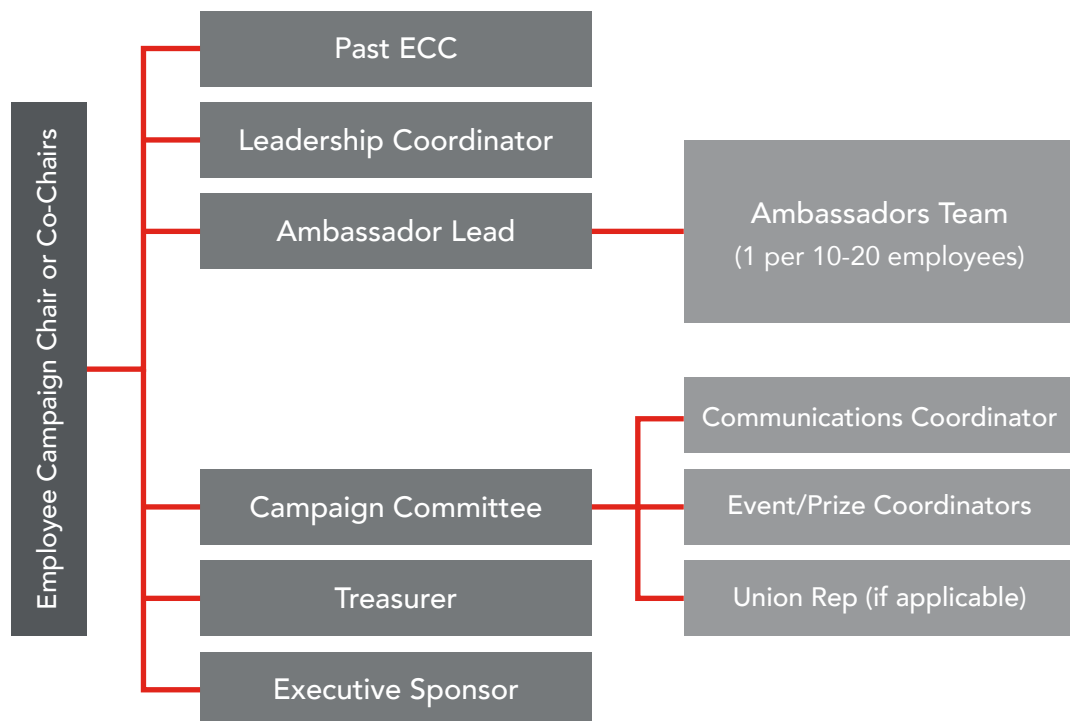 Employee Campaign Chair or Co-Chairs
Past ECC
Leadership Coordinator
Ambassador Lead
Ambassadors Team
(1 per 10-20 employees)
Campaign Committee
Communications Coordinator
Event/Prize Coordinators
Union Rep (if applicable)
Treasurer
Executive Sponsor